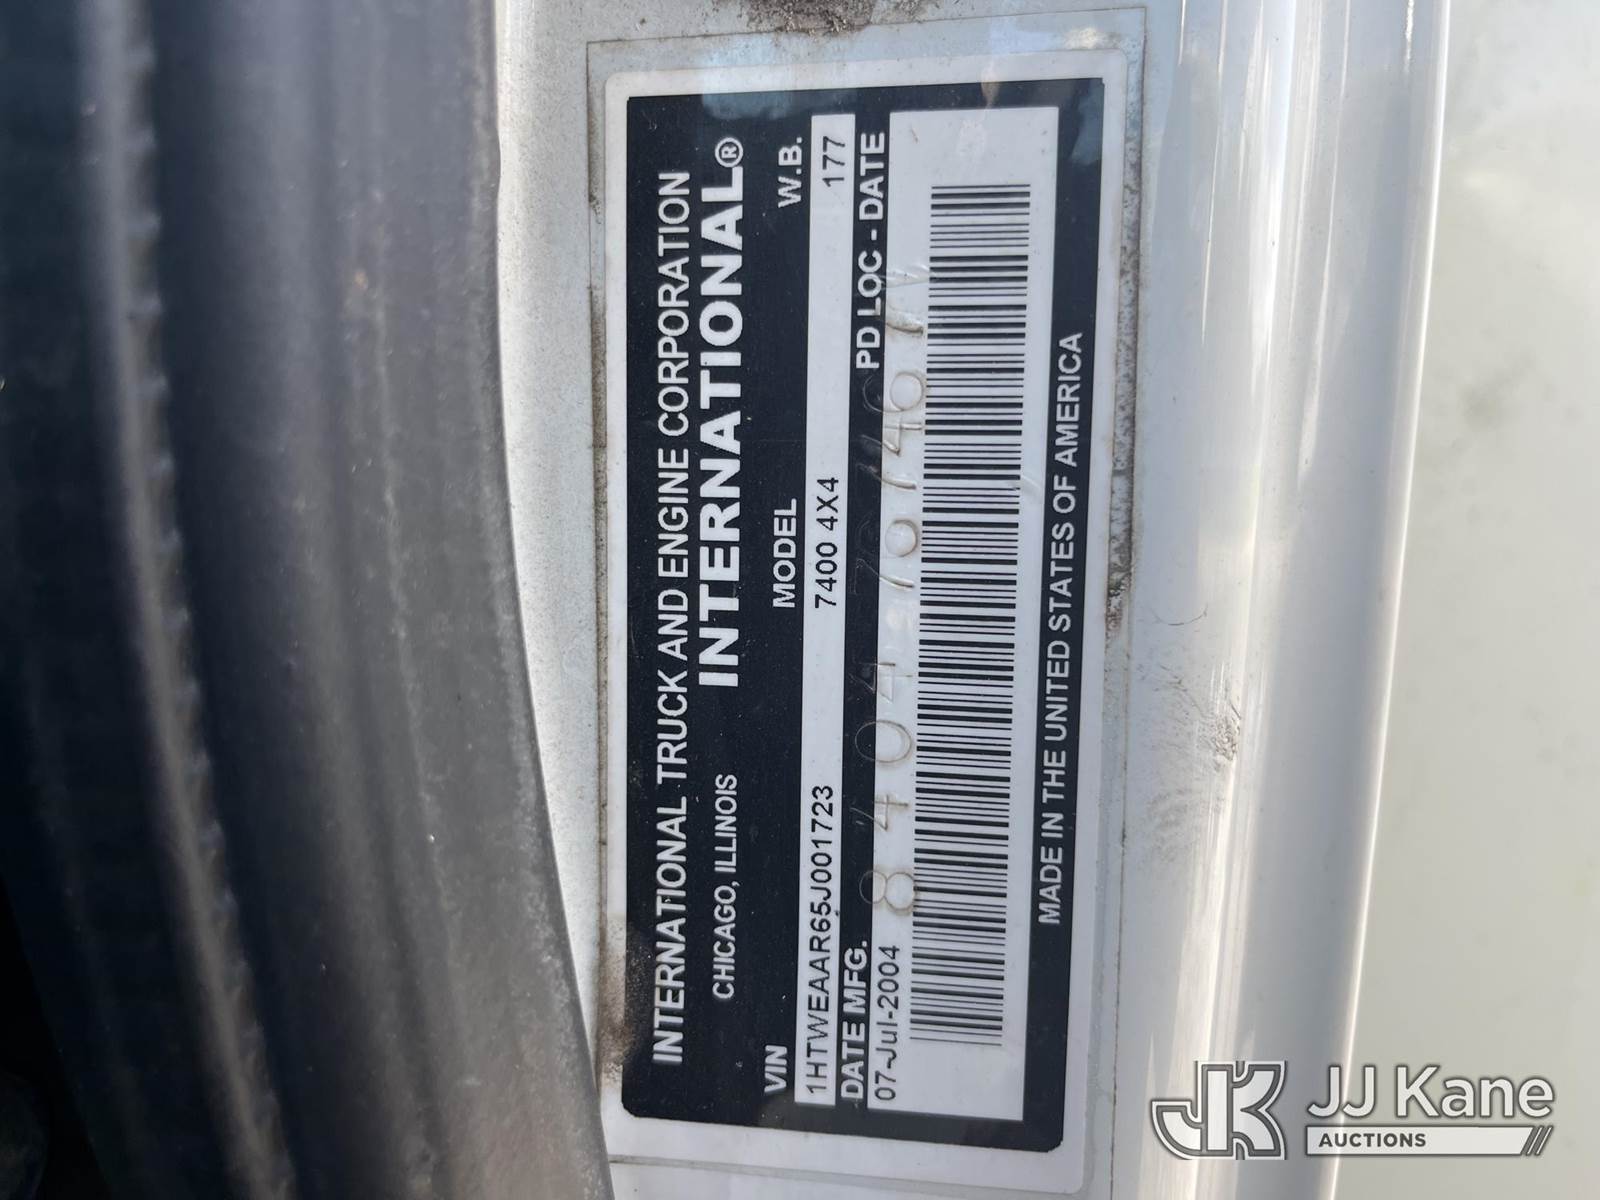 INTERNATIONAL TRUCK AND ENGINE CORPORATION
CHICAGO, ILLINOIS INTERNATIONAL®
VIN MODEL W.B.
1HTWEAAR65J001723 7400 4X4 177
DATE MFG. PD LOC - DATE
07-Jul-2004
MADE IN THE UNITED STATES OF AMERICA
JK JJ Kane
AUCTIONS